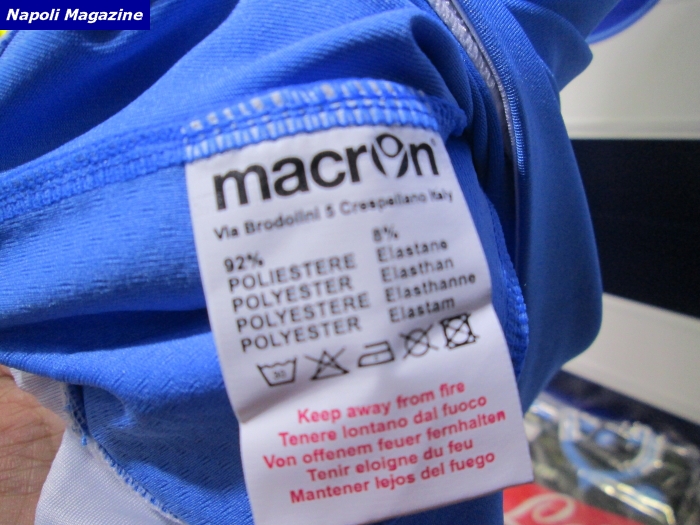 Napoli Magazine
macron
Via Brodolini 5 Crespellano Italy
92% 8%
POLIESTERE Elastane
POLYESTER Elasthan
POLYESTERE Elasthanne
POLYESTER Elastam
30
Keep away from fire
Tenere lontano dal fuoco
Von offenem feuer fernhalten
Tenir eloigne du feu
Mantener lejos del fuego